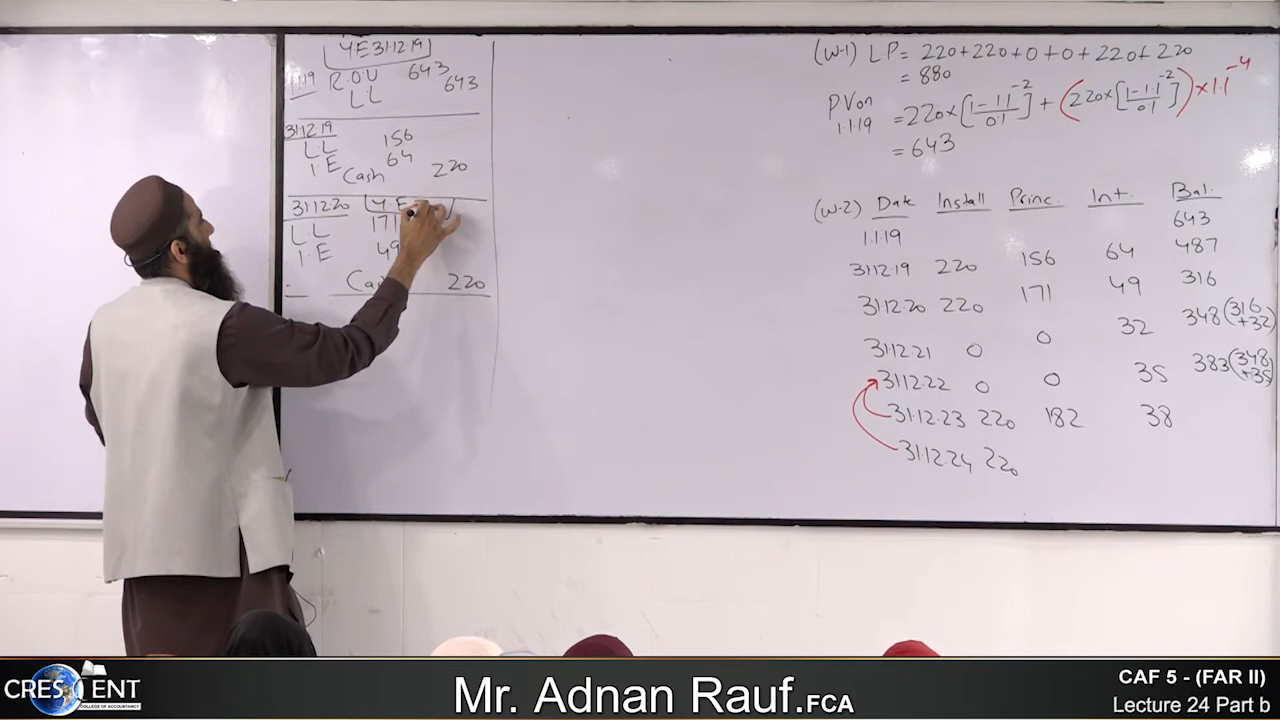 Y E 31.12.19
1.1.19 R.O.U 643
L L 643
31.12.19
L.L 156
I.E 64
Cash 220
31.12.20 Y.E
L.L 171
I.E 49
Ca 220
(W-1) LP = 220+220+0+0+220+220
= 880
PV on 1.1.19 = 220×[1-1.1^-2/0.1] + (220×[1-1.1^-2/0.1])×1.1^-4
= 643
(W-2) Date Install Princ. Int. Bal.
1.1.19 643
31.12.19 220 156 64 487
31.12.20 220 171 49 316
31.12.21 0 0 32 348(316+32)
31.12.22 0 0 35 383(348+35)
31.12.23 220 182 38
31.12.24 220
CRESCENT
COLLEGE OF ACCOUNTANCY
Mr. Adnan Rauf.FCA
CAF 5 - (FAR II)
Lecture 24 Part b